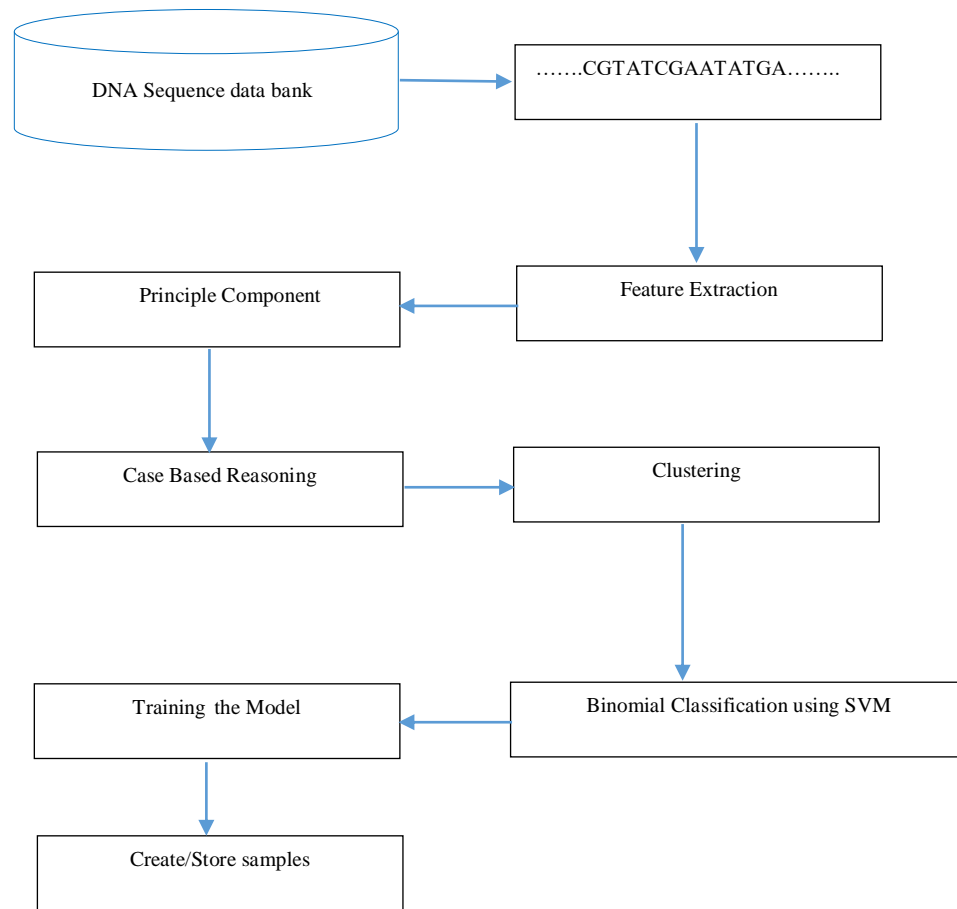 DNA Sequence data bank
…….CGTATCGAATATGA……..
Feature Extraction
Principle Component
Case Based Reasoning
Clustering
Binomial Classification using SVM
Training the Model
Create/Store samples